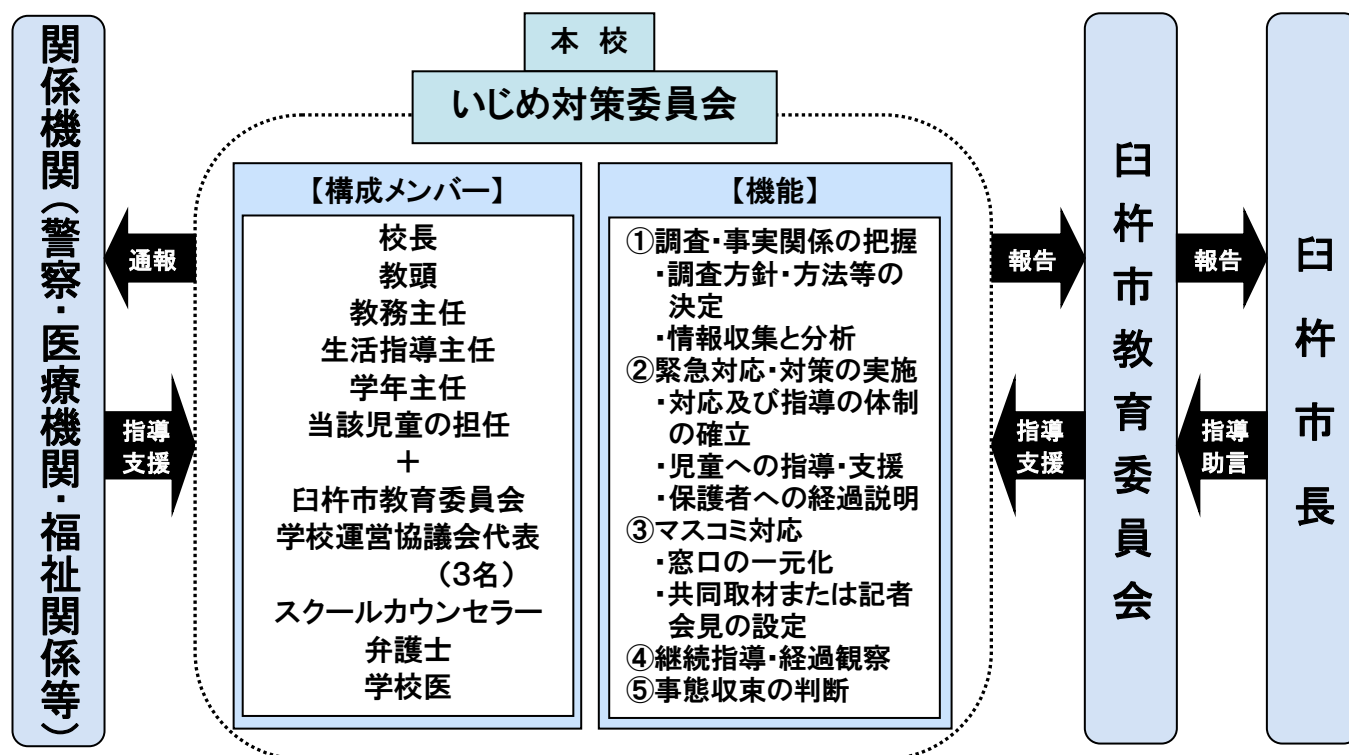 関係機関（警察・医療機関・福祉関係等）
通報
指導
支援
本 校
いじめ対策委員会
【構成メンバー】
校長
教頭
教務主任
生活指導主任
学年主任
当該児童の担任
＋
臼杵市教育委員会
学校運営協議会代表
（3名）
スクールカウンセラー
弁護士
学校医
【機能】
①調査・事実関係の把握
・調査方針・方法等の
決定
・情報収集と分析
②緊急対応・対策の実施
・対応及び指導の体制
の確立
・児童への指導・支援
・保護者への経過説明
③マスコミ対応
・窓口の一元化
・共同取材または記者
会見の設定
④継続指導・経過観察
⑤事態収束の判断
報告
指導
支援
臼杵市教育委員会
報告
指導
助言
臼杵市長